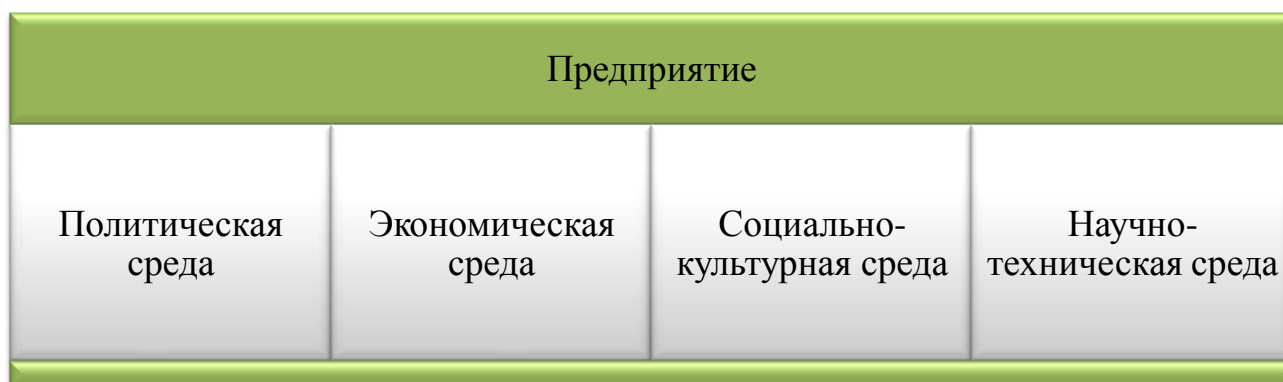 Предприятие
Политическая
среда
Экономическая
среда
Социально-
культурная среда
Научно-
техническая среда